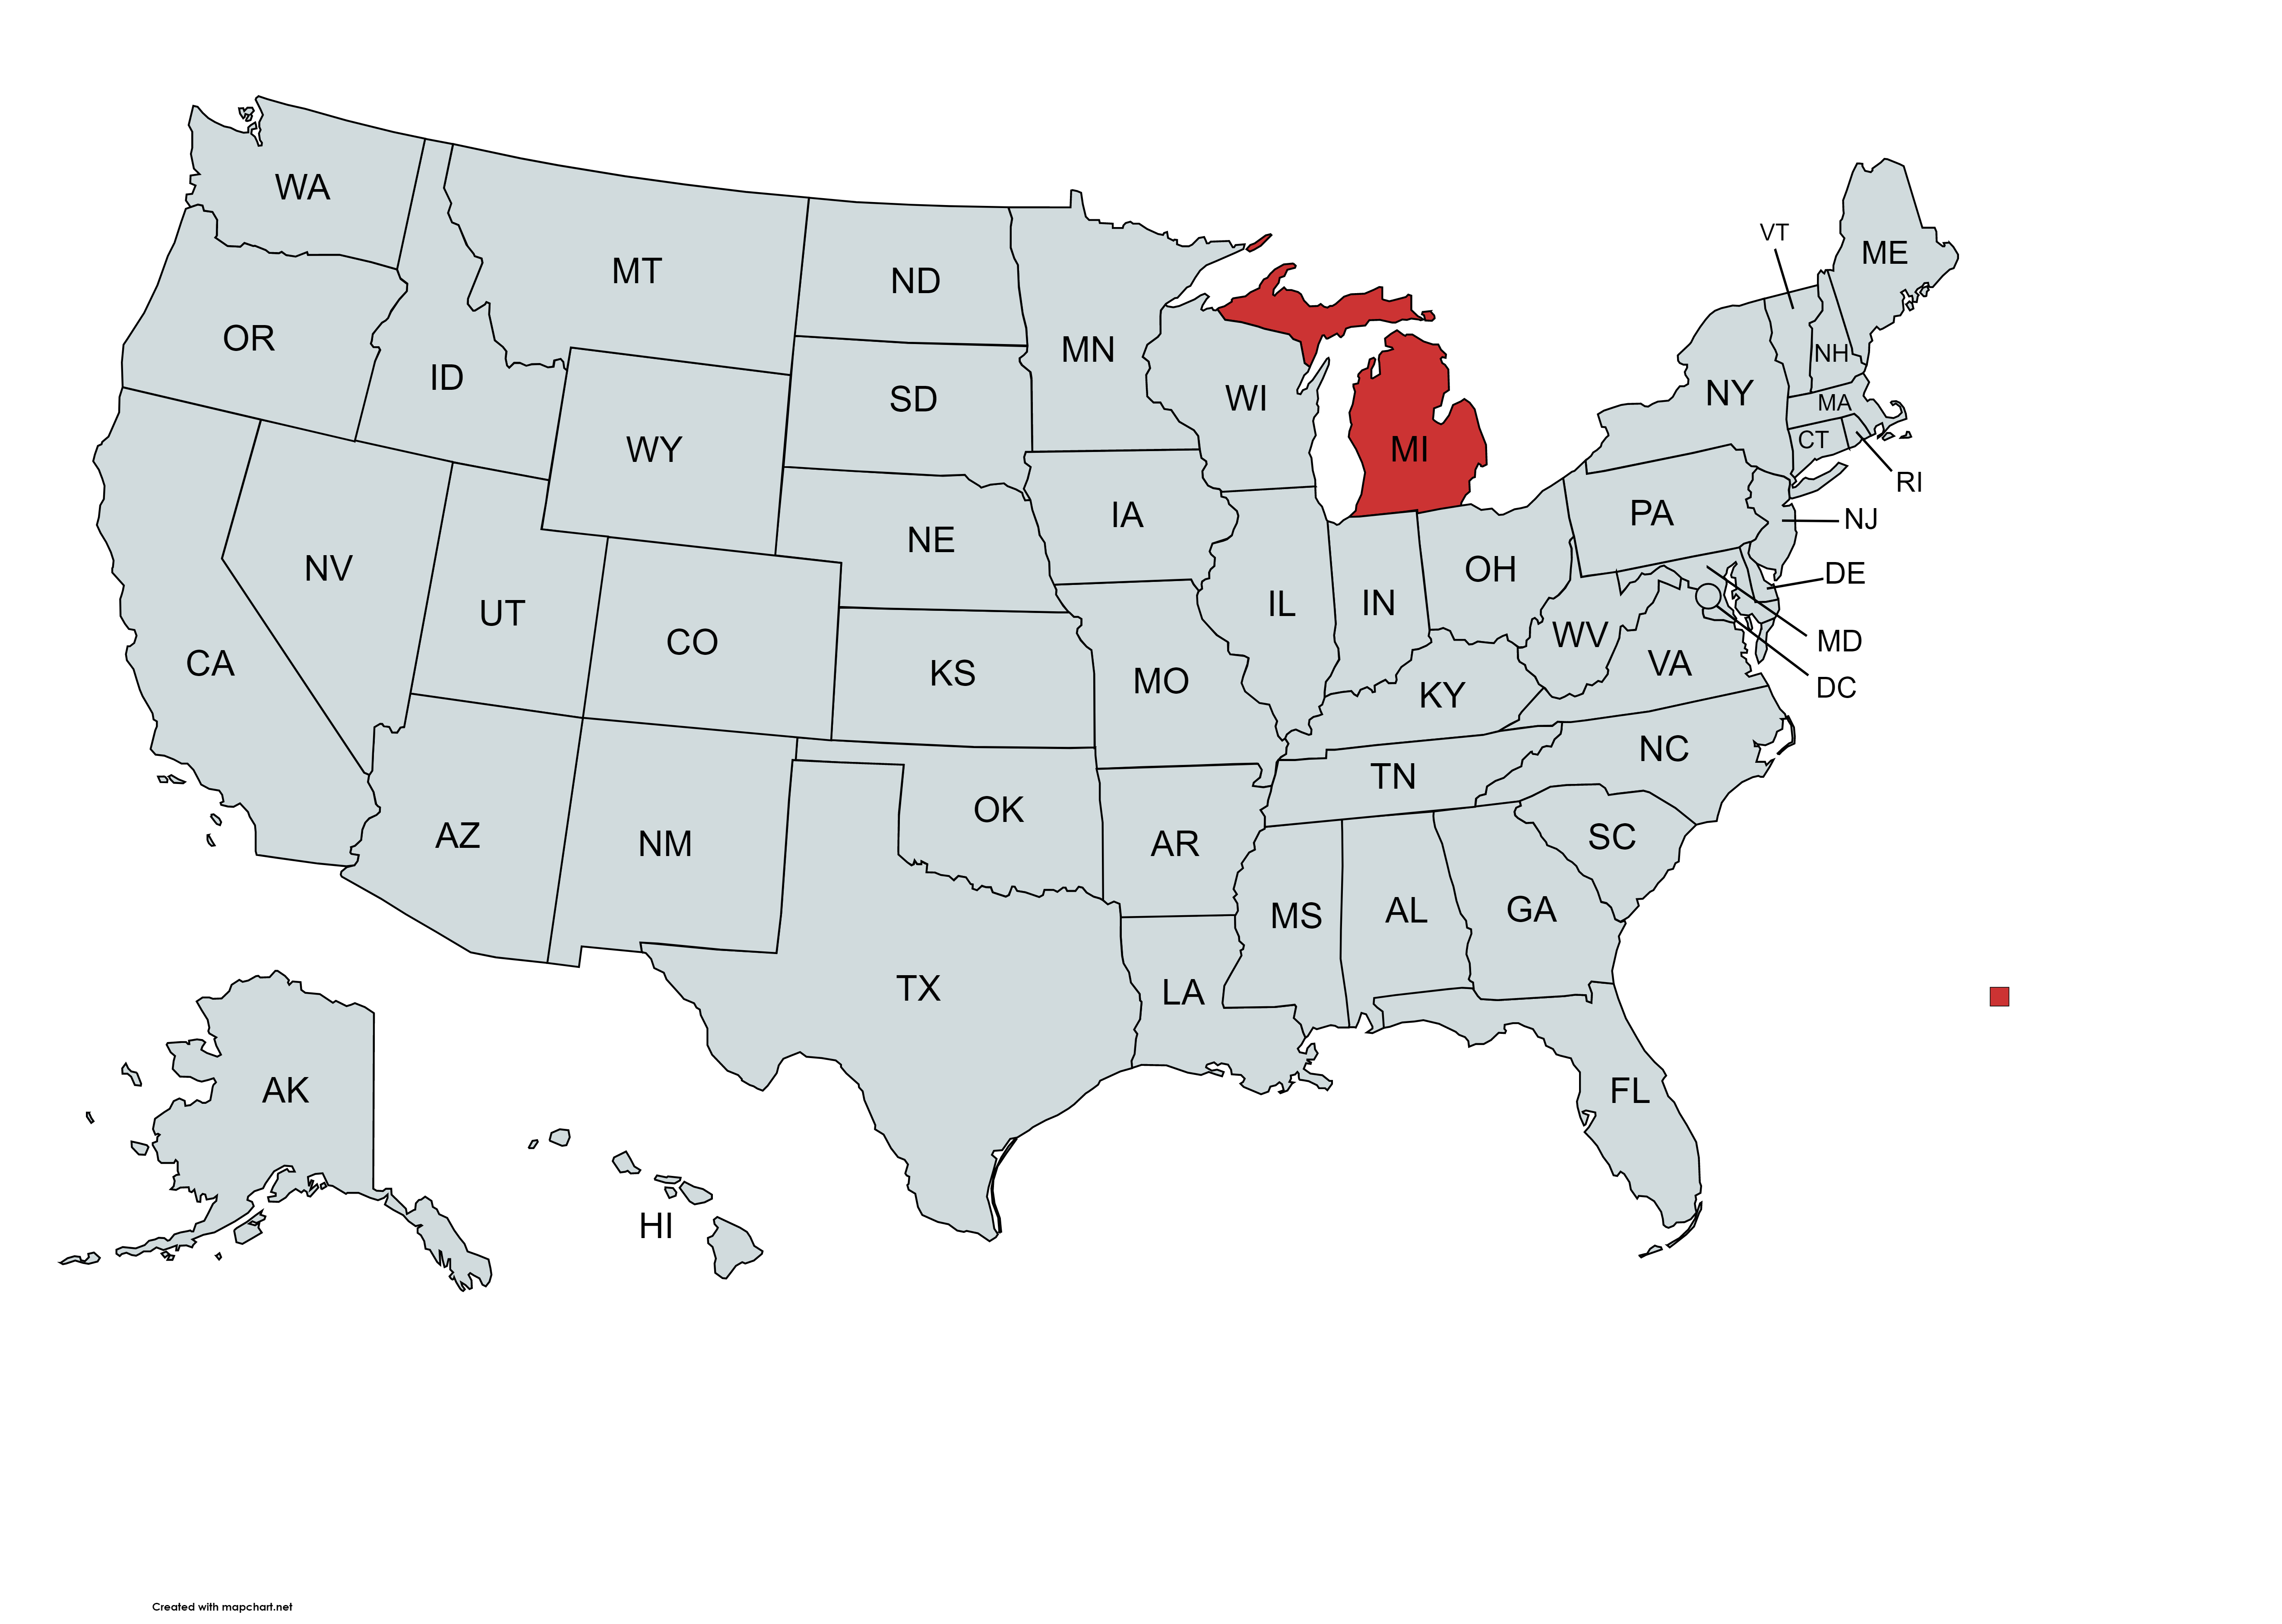 WA
MT
ND
MN
VT
ME
OR
ID
SD
WI
NH
NY
MA
WY
MI
CT
RI
IA
PA
NJ
NE
NV
OH
DE
UT
IL
IN
CO
WV
MD
CA
KS
MO
VA
KY
DC
NC
TN
OK
AZ
NM
AR
SC
MS
AL
GA
TX
LA
AK
FL
HI
Created with mapchart.net